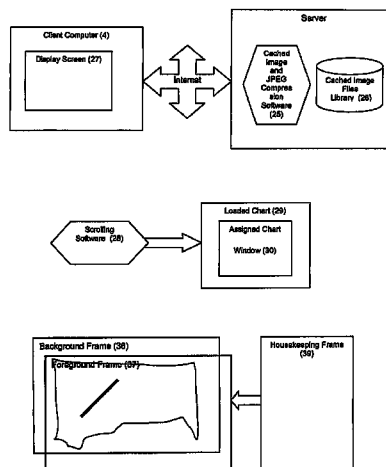 Client Computer (4)
Display Screen (27)
Internet
Server
Cached
Image
and
JPEG
Compres
sion
Software
(25)
Cached Image
Files
Library (26)
Scrolling
Software (28)
Loaded Chart (29)
Assigned Chart
Window (30)
Background Frame (36)
Foreground Frame (37)
Housekeeping Frame
(39)